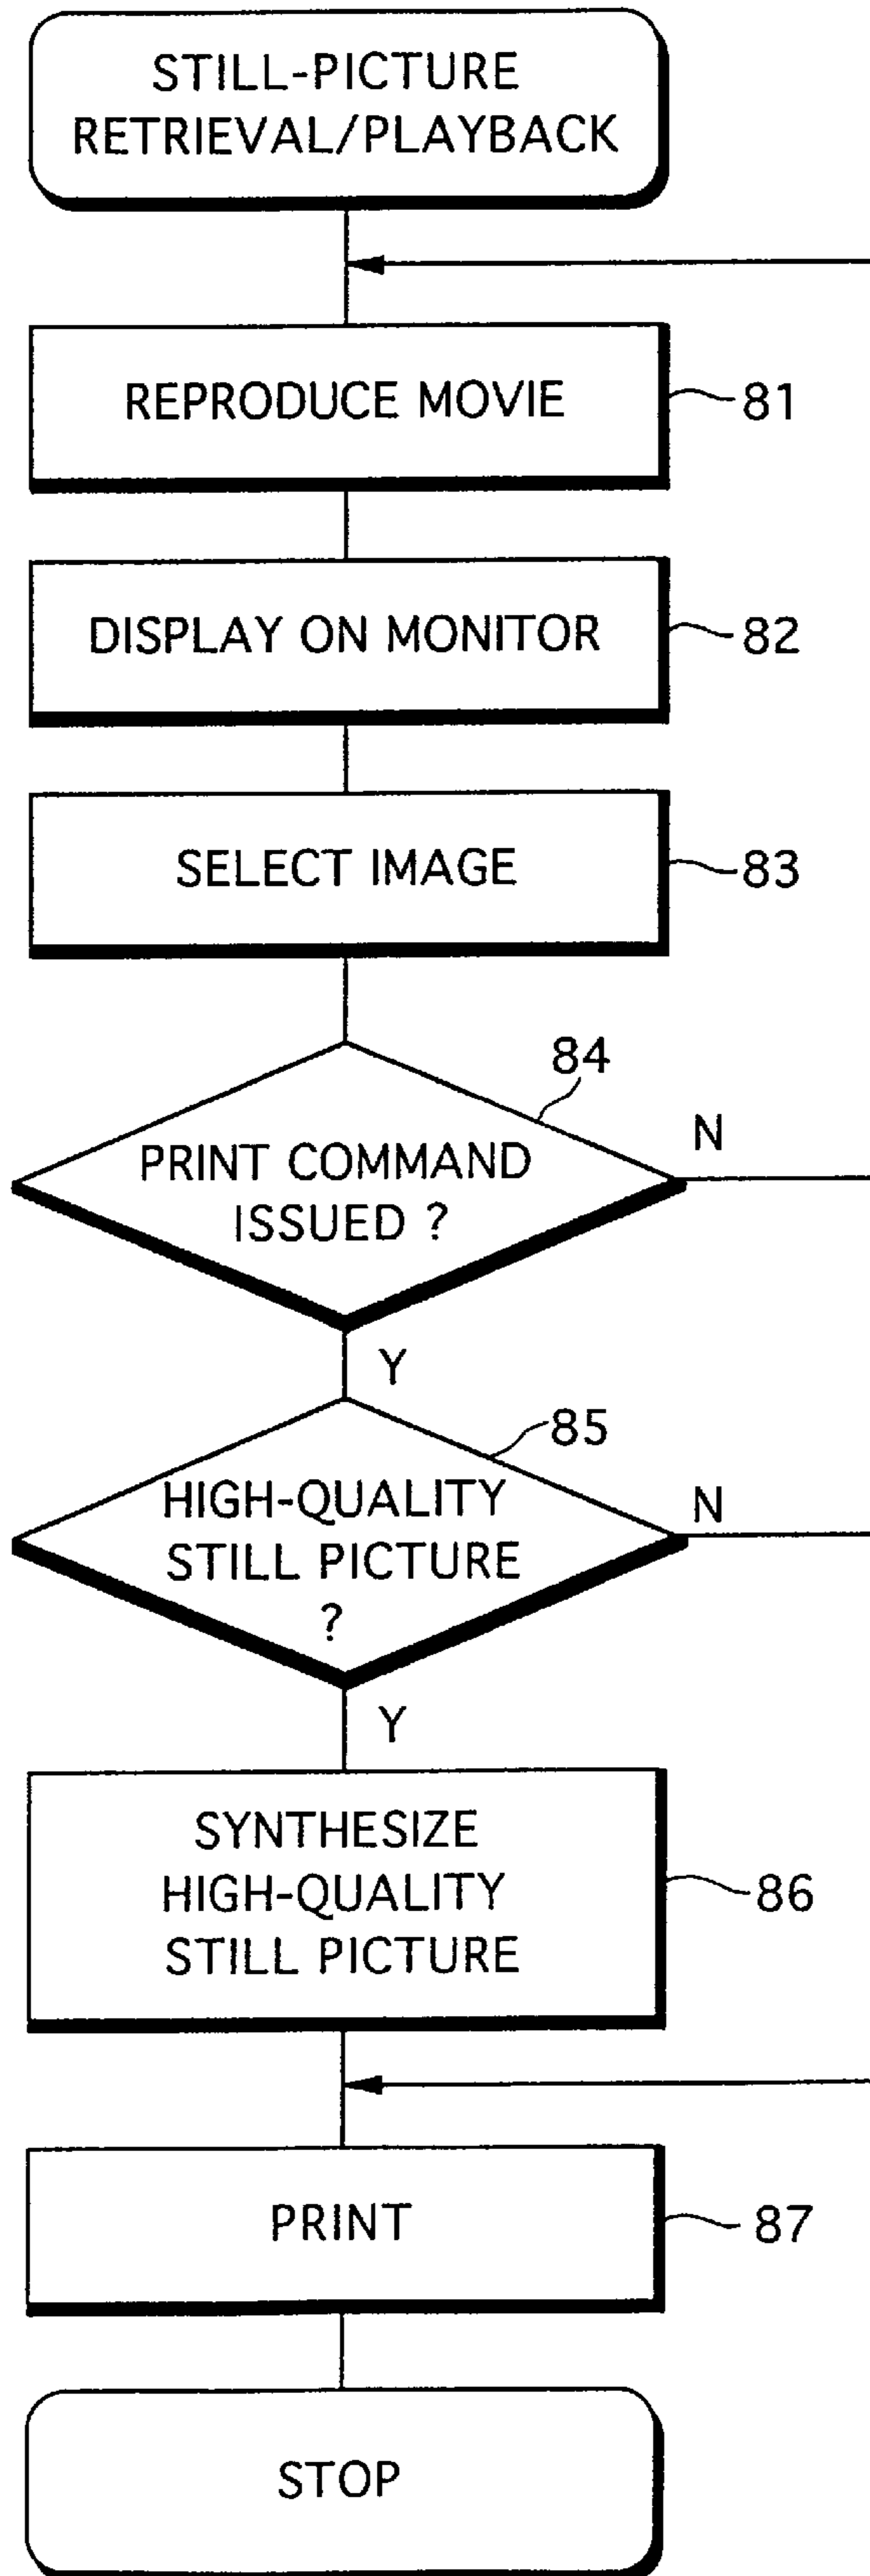 STILL-PICTURE
RETRIEVAL/PLAYBACK
REPRODUCE MOVIE
81
DISPLAY ON MONITOR
82
SELECT IMAGE
83
84
PRINT COMMAND
ISSUED ?
N
Y
85
HIGH-QUALITY
STILL PICTURE
?
N
Y
SYNTHESIZE
HIGH-QUALITY
STILL PICTURE
86
PRINT
87
STOP